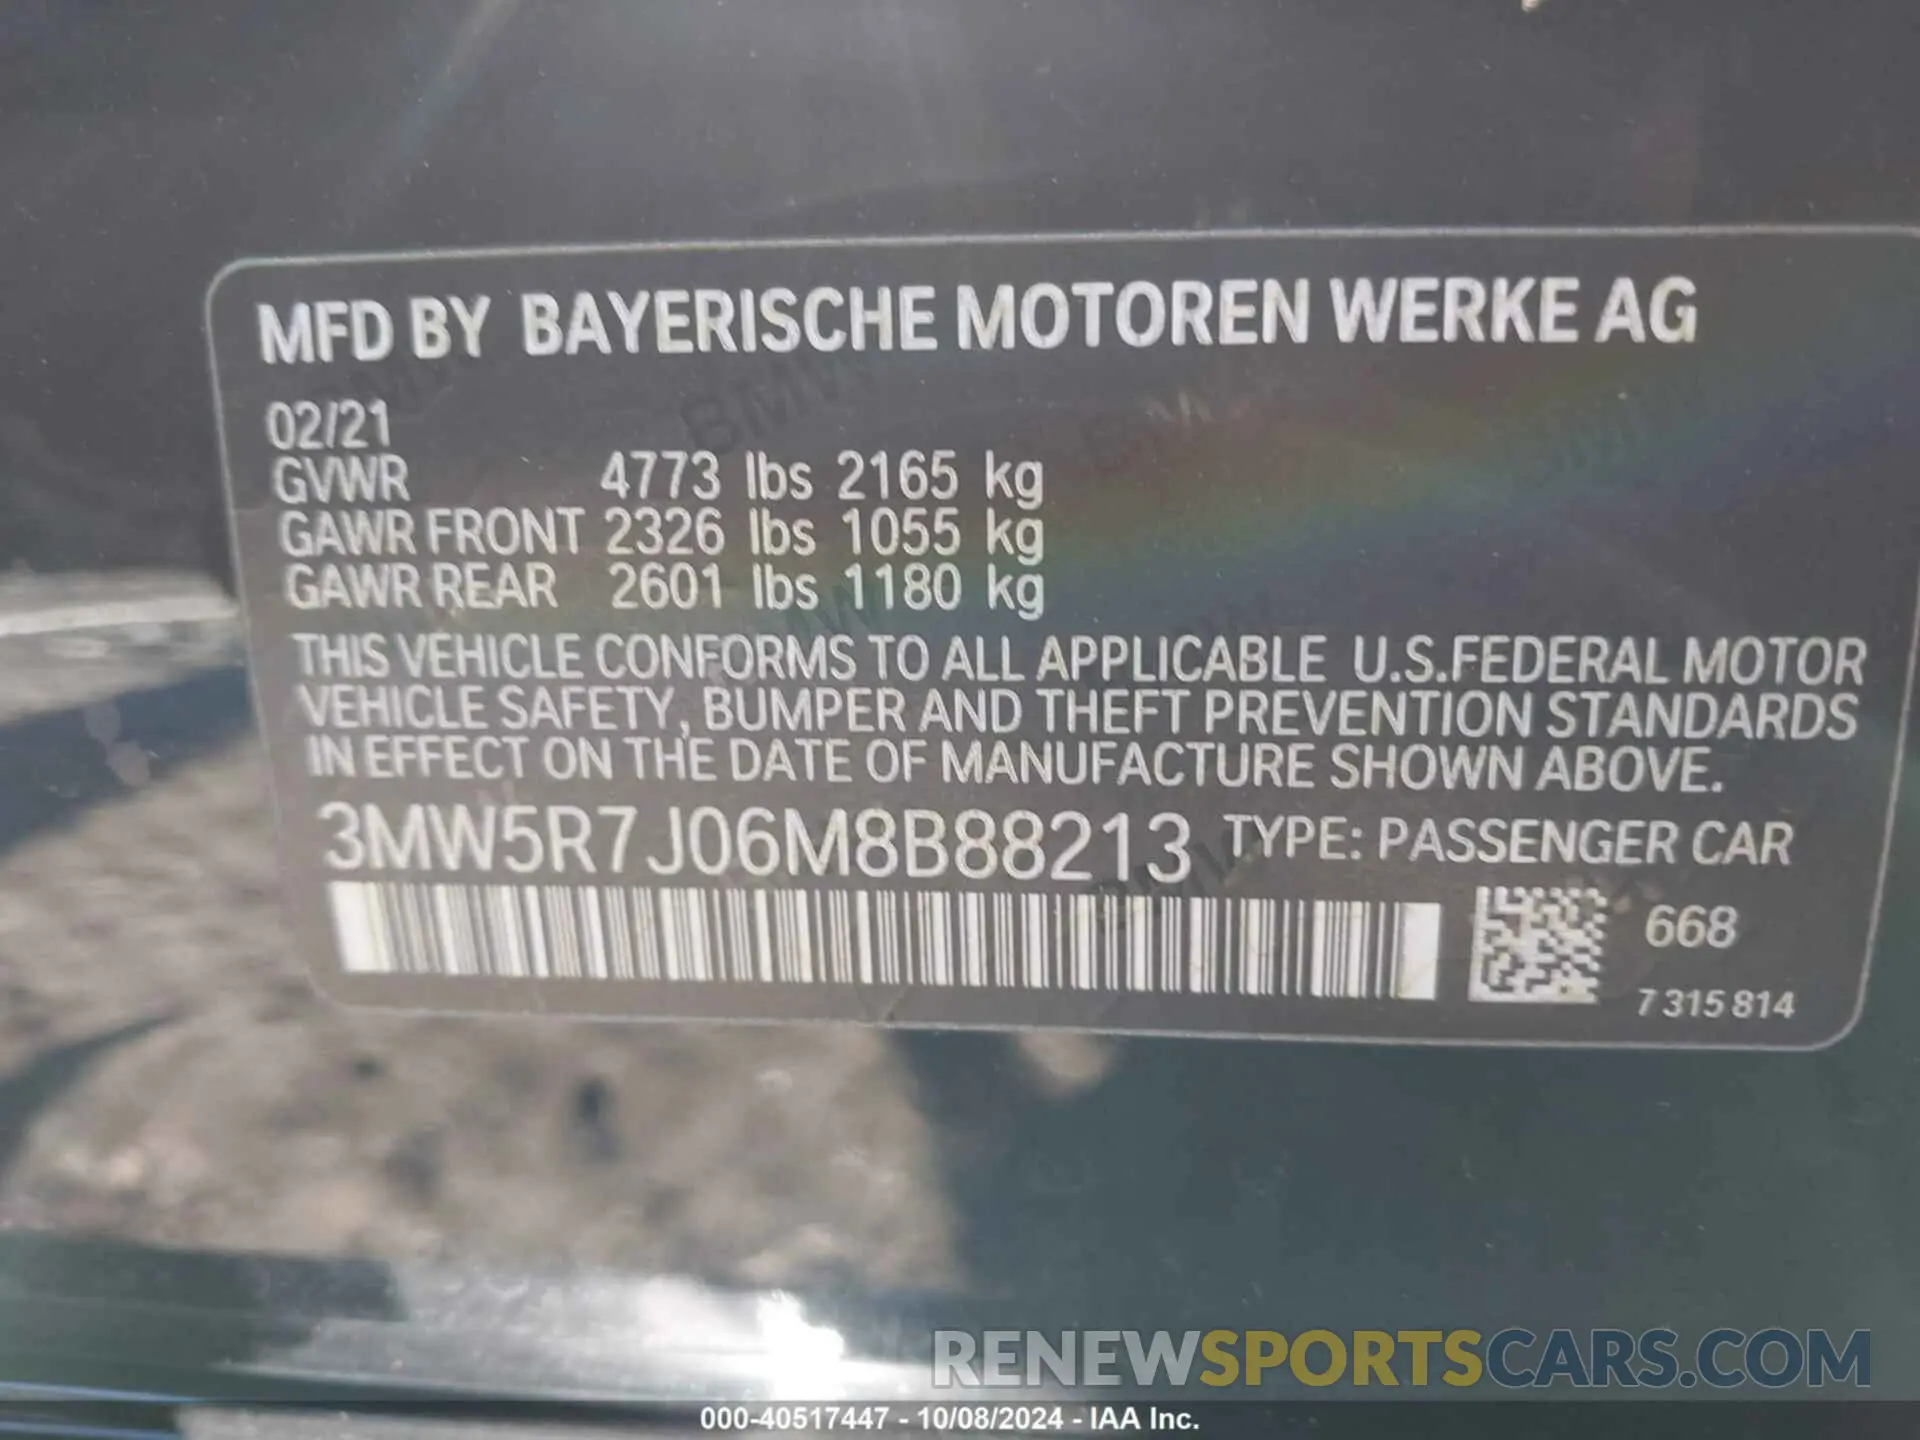 MFD BY BAYERISCHE MOTOREN WERKE AG
02/21
GVWR 4773 lbs 2165 kg
GAWR FRONT 2326 lbs 1055 kg
GAWR REAR 2601 lbs 1180 kg
THIS VEHICLE CONFORMS TO ALL APPLICABLE U.S.FEDERAL MOTOR
VEHICLE SAFETY, BUMPER AND THEFT PREVENTION STANDARDS
IN EFFECT ON THE DATE OF MANUFACTURE SHOWN ABOVE.
3MW5R7J06M8B88213 TYPE: PASSENGER CAR
668
7 315 814
RENEWSPORTSCARS.COM
000-40517447 - 10/08/2024 - IAA Inc.